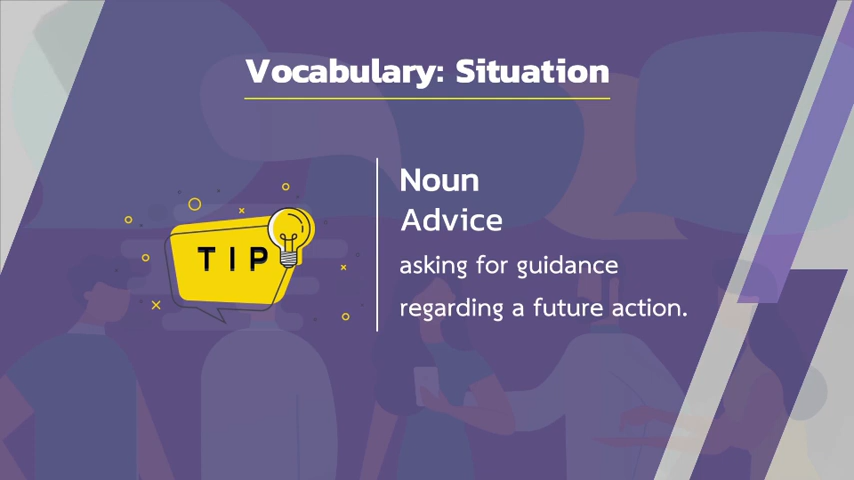 Vocabulary: Situation
TIP
Noun
Advice
asking for guidance
regarding a future action.